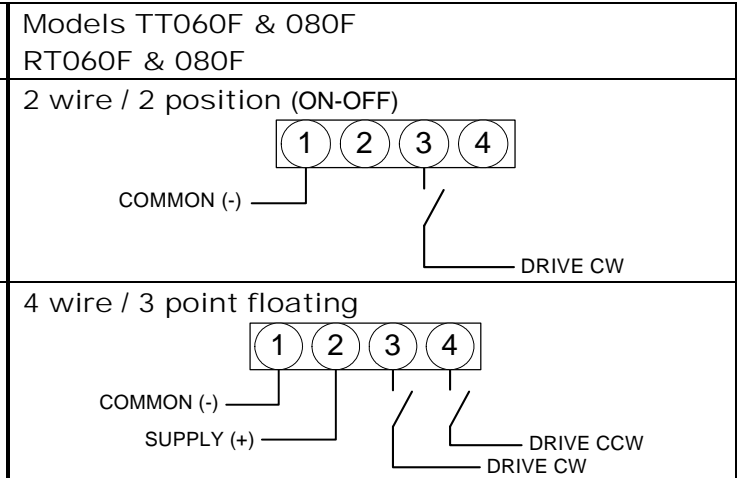 Models TT060F & 080F
RT060F & 080F
2 wire / 2 position (ON-OFF)
1 2 3 4
COMMON (-)
DRIVE CW
4 wire / 3 point floating
1 2 3 4
COMMON (-)
SUPPLY (+)
DRIVE CCW
DRIVE CW